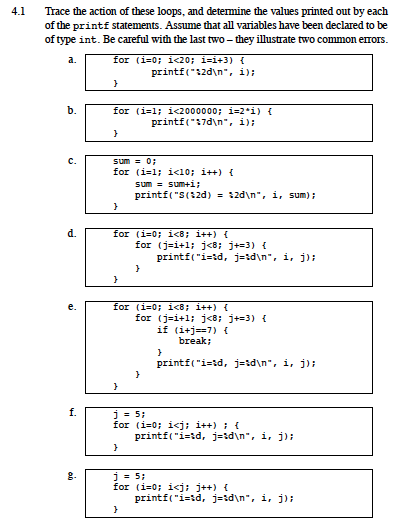 4.1 Trace the action of these loops, and determine the values printed out by each
of the printf statements. Assume that all variables have been declared to be
of type int. Be careful with the last two – they illustrate two common errors.
a. for (i=0; i<20; i=i+3) {
printf("%2d\n", i);
}
b. for (i=1; i<2000000; i=2*i) {
printf("%7d\n", i);
}
c. sum = 0;
for (i=1; i<10; i++) {
sum = sum+i;
printf("S(%2d) = %2d\n", i, sum);
}
d. for (i=0; i<8; i++) {
for (j=i+1; j<8; j+=3) {
printf("i=%d, j=%d\n", i, j);
}
}
e. for (i=0; i<8; i++) {
for (j=i+1; j<8; j+=3) {
if (i+j==7) {
break;
}
printf("i=%d, j=%d\n", i, j);
}
}
f. j = 5;
for (i=0; i<j; i++) ; {
printf("i=%d, j=%d\n", i, j);
}
g. j = 5;
for (i=0; i<j; j++) {
printf("i=%d, j=%d\n", i, j);
}